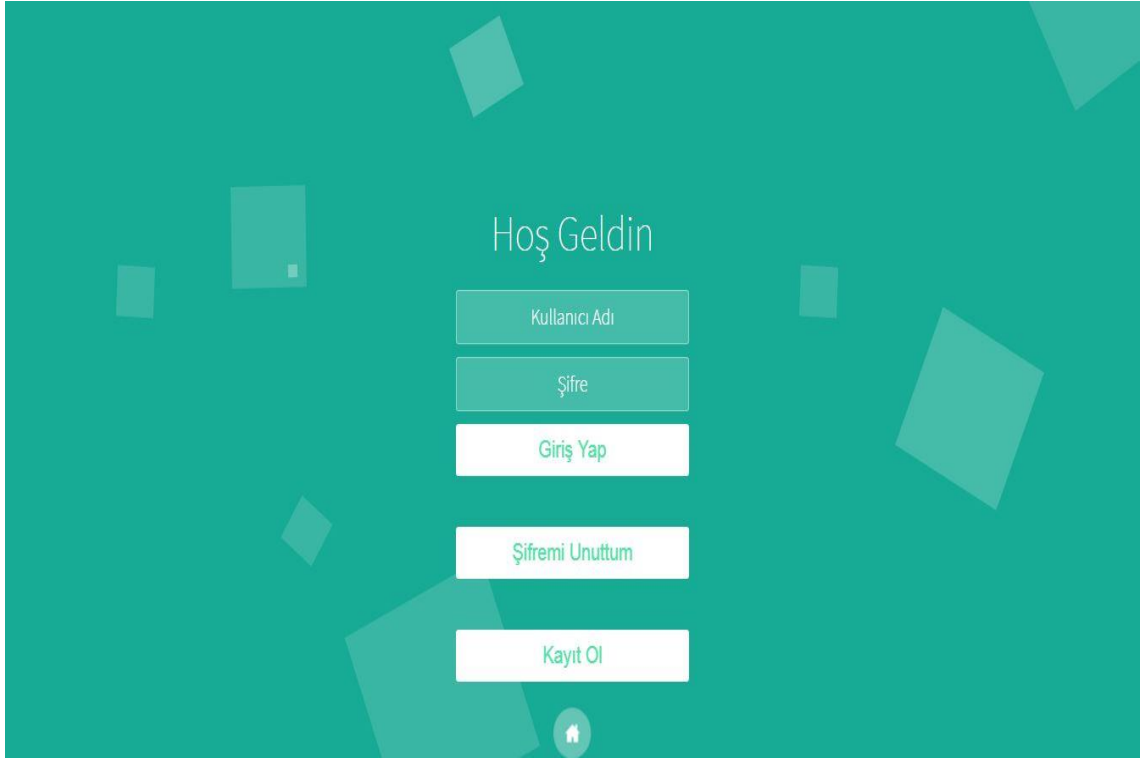 Hoş Geldin
Kullanıcı Adı
Şifre
Giriş Yap
Şifremi Unuttum
Kayıt Ol